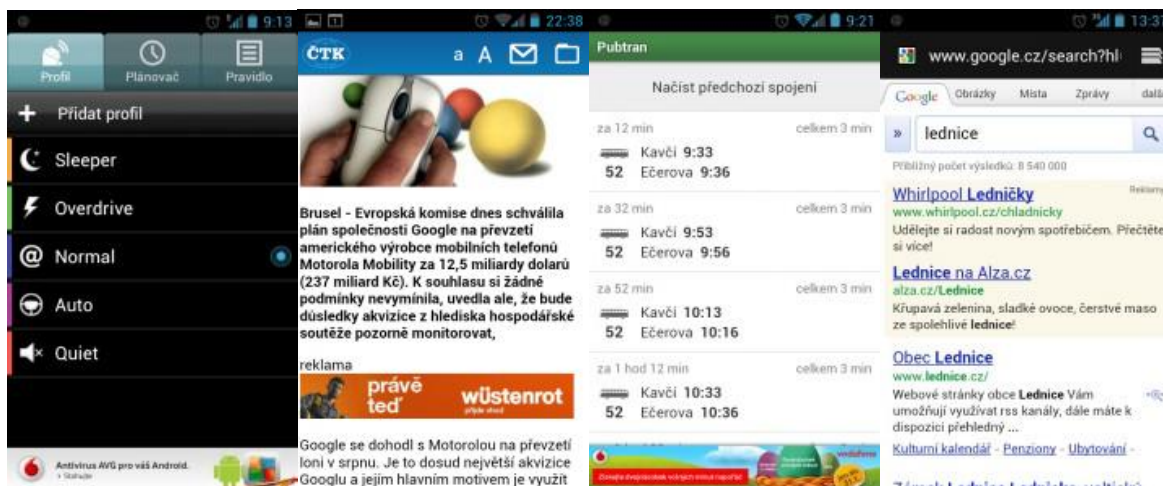 9:13
Profil
Plánovač
Pravidlo
+ Přidat profil
Sleeper
Overdrive
@ Normal
Auto
Quiet
Antivirus AVG pro váš Android.
> Stahujte
22:38
ČTK
a A
Brusel - Evropská komise dnes schválila
plán společnosti Google na převzetí
amerického výrobce mobilních telefonů
Motorola Mobility za 12,5 miliardy dolarů
(237 miliard Kč). K souhlasu si žádné
podmínky nevymínila, uvedla ale, že bude
důsledky akvizice z hlediska hospodářské
soutěže pozorně monitorovat,
reklama
právě
teď
wüstenrot
přijde vhod
Google se dohodl s Motorolou na převzetí
loni v srpnu. Je to dosud největší akvizice
Googlu a jejím hlavním motivem je využít
9:21
Pubtran
Načíst předchozí spojení
za 12 min celkem 3 min
Kavčí 9:33
52 Ečerova 9:36
za 32 min celkem 3 min
Kavčí 9:53
52 Ečerova 9:56
za 52 min celkem 3 min
Kavčí 10:13
52 Ečerova 10:16
za 1 hod 12 min celkem 3 min
Kavčí 10:33
52 Ečerova 10:36
vodafone
13:37
www.google.cz/search?hl
Google Obrázky Místa Zprávy dalš
» lednice
Přibližný počet výsledků: 8 540 000
Reklamy
Whirlpool Ledničky
www.whirlpool.cz/chladnicky
Udělejte si radost novým spotřebičem. Přečtěte
si více!
Lednice na Alza.cz
alza.cz/Lednice
Křupavá zelenina, sladké ovoce, čerstvé maso
ze spolehlivé lednice!
Obec Lednice
www.lednice.cz/
Webové stránky obce Lednice Vám
umožňují využívat rss kanály, dále máte k
dispozici přehledný ...
Kulturní kalendář - Penziony - Ubytování -